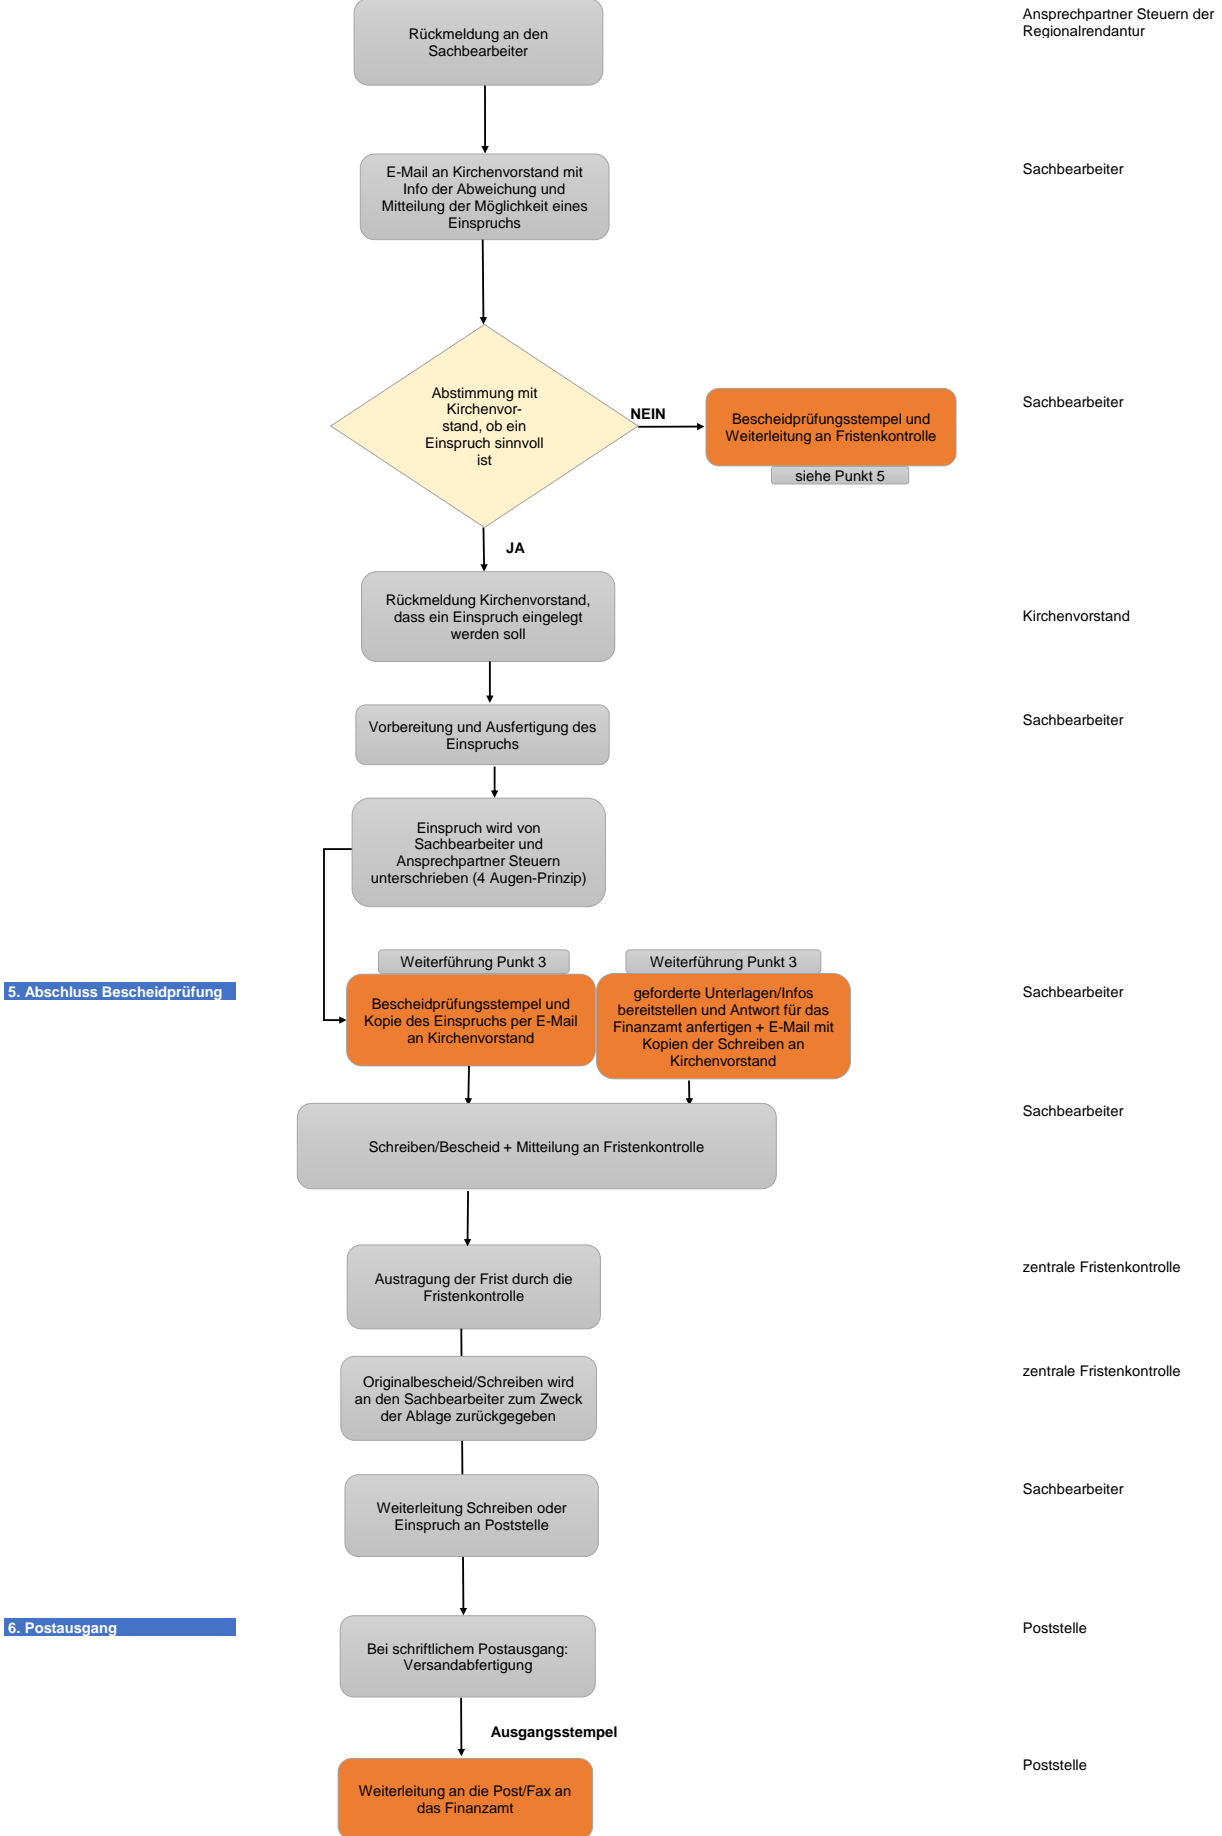 Rückmeldung an den
Sachbearbeiter
Ansprechpartner Steuern der
Regionalrendantur
E-Mail an Kirchenvorstand mit
Info der Abweichung und
Mitteilung der Möglichkeit eines
Einspruchs
Sachbearbeiter
Abstimmung mit
Kirchenvor-
stand, ob ein
Einspruch sinnvoll
ist
NEIN
Bescheidprüfungsstempel und
Weiterleitung an Fristenkontrolle
siehe Punkt 5
Sachbearbeiter
JA
Rückmeldung Kirchenvorstand,
dass ein Einspruch eingelegt
werden soll
Kirchenvorstand
Vorbereitung und Ausfertigung des
Einspruchs
Sachbearbeiter
Einspruch wird von
Sachbearbeiter und
Ansprechpartner Steuern
unterschrieben (4 Augen-Prinzip)
5. Abschluss Bescheidprüfung
Weiterführung Punkt 3
Bescheidprüfungsstempel und
Kopie des Einspruchs per E-Mail
an Kirchenvorstand
Weiterführung Punkt 3
geforderte Unterlagen/Infos
bereitstellen und Antwort für das
Finanzamt anfertigen + E-Mail mit
Kopien der Schreiben an
Kirchenvorstand
Sachbearbeiter
Schreiben/Bescheid + Mitteilung an Fristenkontrolle
Sachbearbeiter
Austragung der Frist durch die
Fristenkontrolle
zentrale Fristenkontrolle
Originalbescheid/Schreiben wird
an den Sachbearbeiter zum Zweck
der Ablage zurückgegeben
zentrale Fristenkontrolle
Weiterleitung Schreiben oder
Einspruch an Poststelle
Sachbearbeiter
6. Postausgang
Bei schriftlichem Postausgang:
Versandabfertigung
Poststelle
Ausgangsstempel
Weiterleitung an die Post/Fax an
das Finanzamt
Poststelle